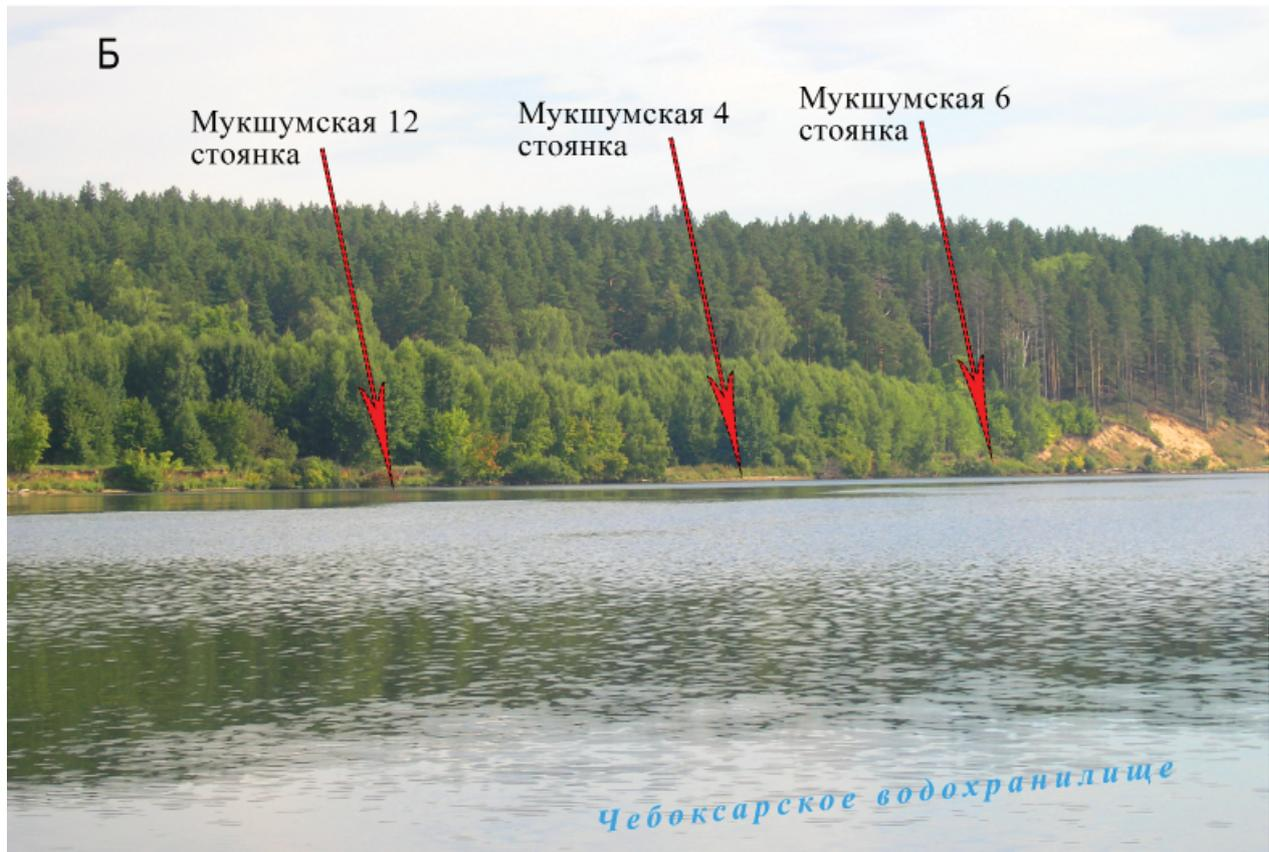 Б
Мукшумская 12
стоянка
Мукшумская 4
стоянка
Мукшумская 6
стоянка
Чебоксарское водохранилище